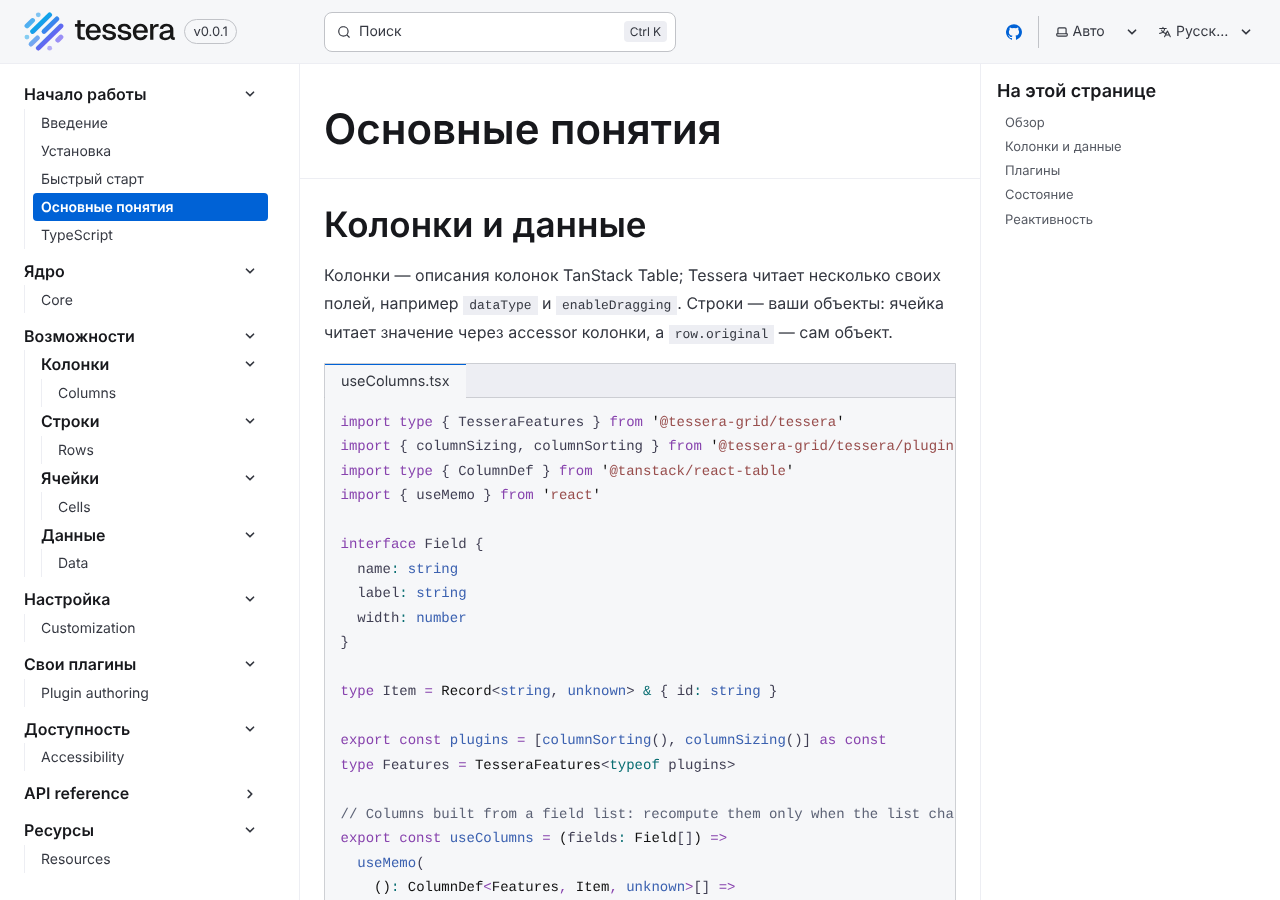 tessera v0.0.1
Поиск Ctrl K
Авто
Русск...
Начало работы
Введение
Установка
Быстрый старт
Основные понятия
TypeScript
Ядро
Core
Возможности
Колонки
Columns
Строки
Rows
Ячейки
Cells
Данные
Data
Настройка
Customization
Свои плагины
Plugin authoring
Доступность
Accessibility
API reference
Ресурсы
Resources
Основные понятия
Колонки и данные
Колонки — описания колонок TanStack Table; Tessera читает несколько своих
полей, например dataType и enableDragging. Строки — ваши объекты: ячейка
читает значение через accessor колонки, а row.original — сам объект.
useColumns.tsx
import type { TesseraFeatures } from '@tessera-grid/tessera'
import { columnSizing, columnSorting } from '@tessera-grid/tessera/plugin
import type { ColumnDef } from '@tanstack/react-table'
import { useMemo } from 'react'
interface Field {
  name: string
  label: string
  width: number
}
type Item = Record<string, unknown> & { id: string }
export const plugins = [columnSorting(), columnSizing()] as const
type Features = TesseraFeatures<typeof plugins>
// Columns built from a field list: recompute them only when the list cha
export const useColumns = (fields: Field[]) =>
  useMemo(
    (): ColumnDef<Features, Item, unknown>[] =>
На этой странице
Обзор
Колонки и данные
Плагины
Состояние
Реактивность